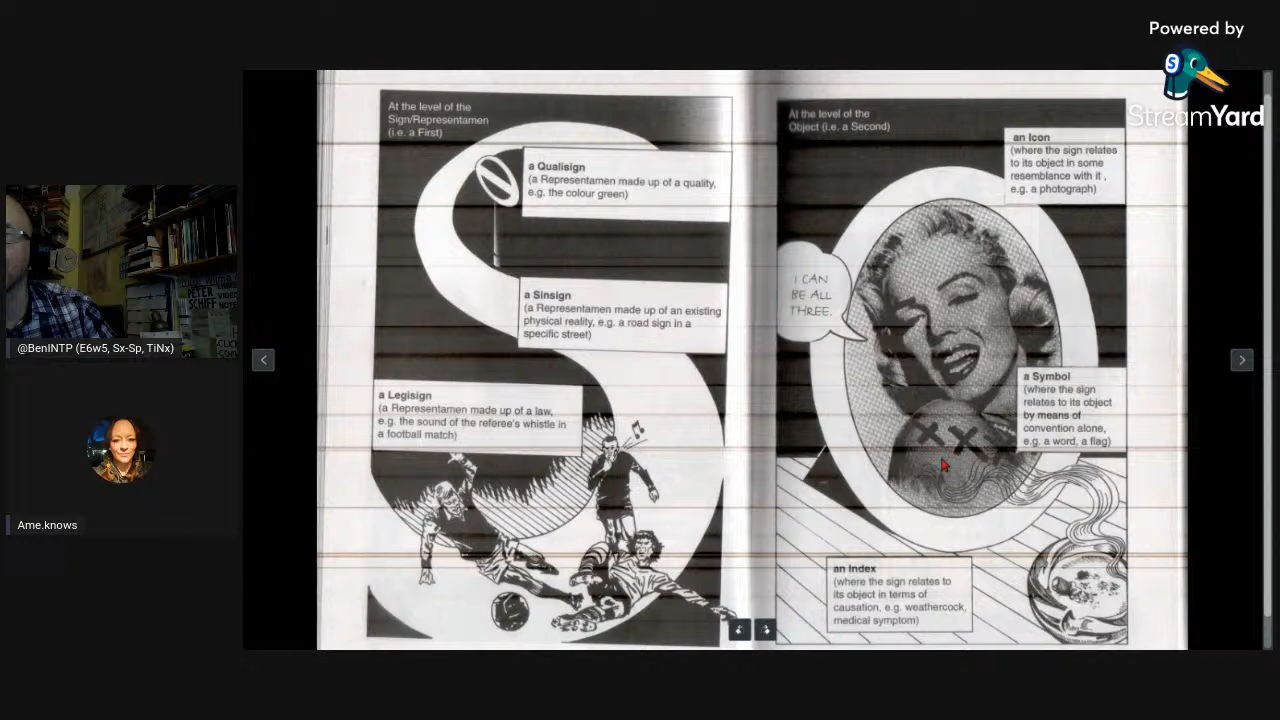 Powered by
StreamYard
At the level of the
Sign/Representamen
(i.e. a First)
a Qualisign
(a Representamen made up of a quality,
e.g. the colour green)
a Sinsign
(a Representamen made up of an existing
physical reality, e.g. a road sign in a
specific street)
a Legisign
(a Representamen made up of a law,
e.g. the sound of the referee's whistle in
a football match)
At the level of the
Object (i.e. a Second)
an Icon
(where the sign relates
to its object in some
resemblance with it ,
e.g. a photograph)
I CAN
BE ALL
THREE.
a Symbol
(where the sign
relates to its object
by means of
convention alone,
e.g. a word, a flag)
an Index
(where the sign relates to
its object in terms of
causation, e.g. weathercock,
medical symptom)
PETER
SCHIFF
@BenINTP (E6w5, Sx-Sp, TiNx)
Ame.knows